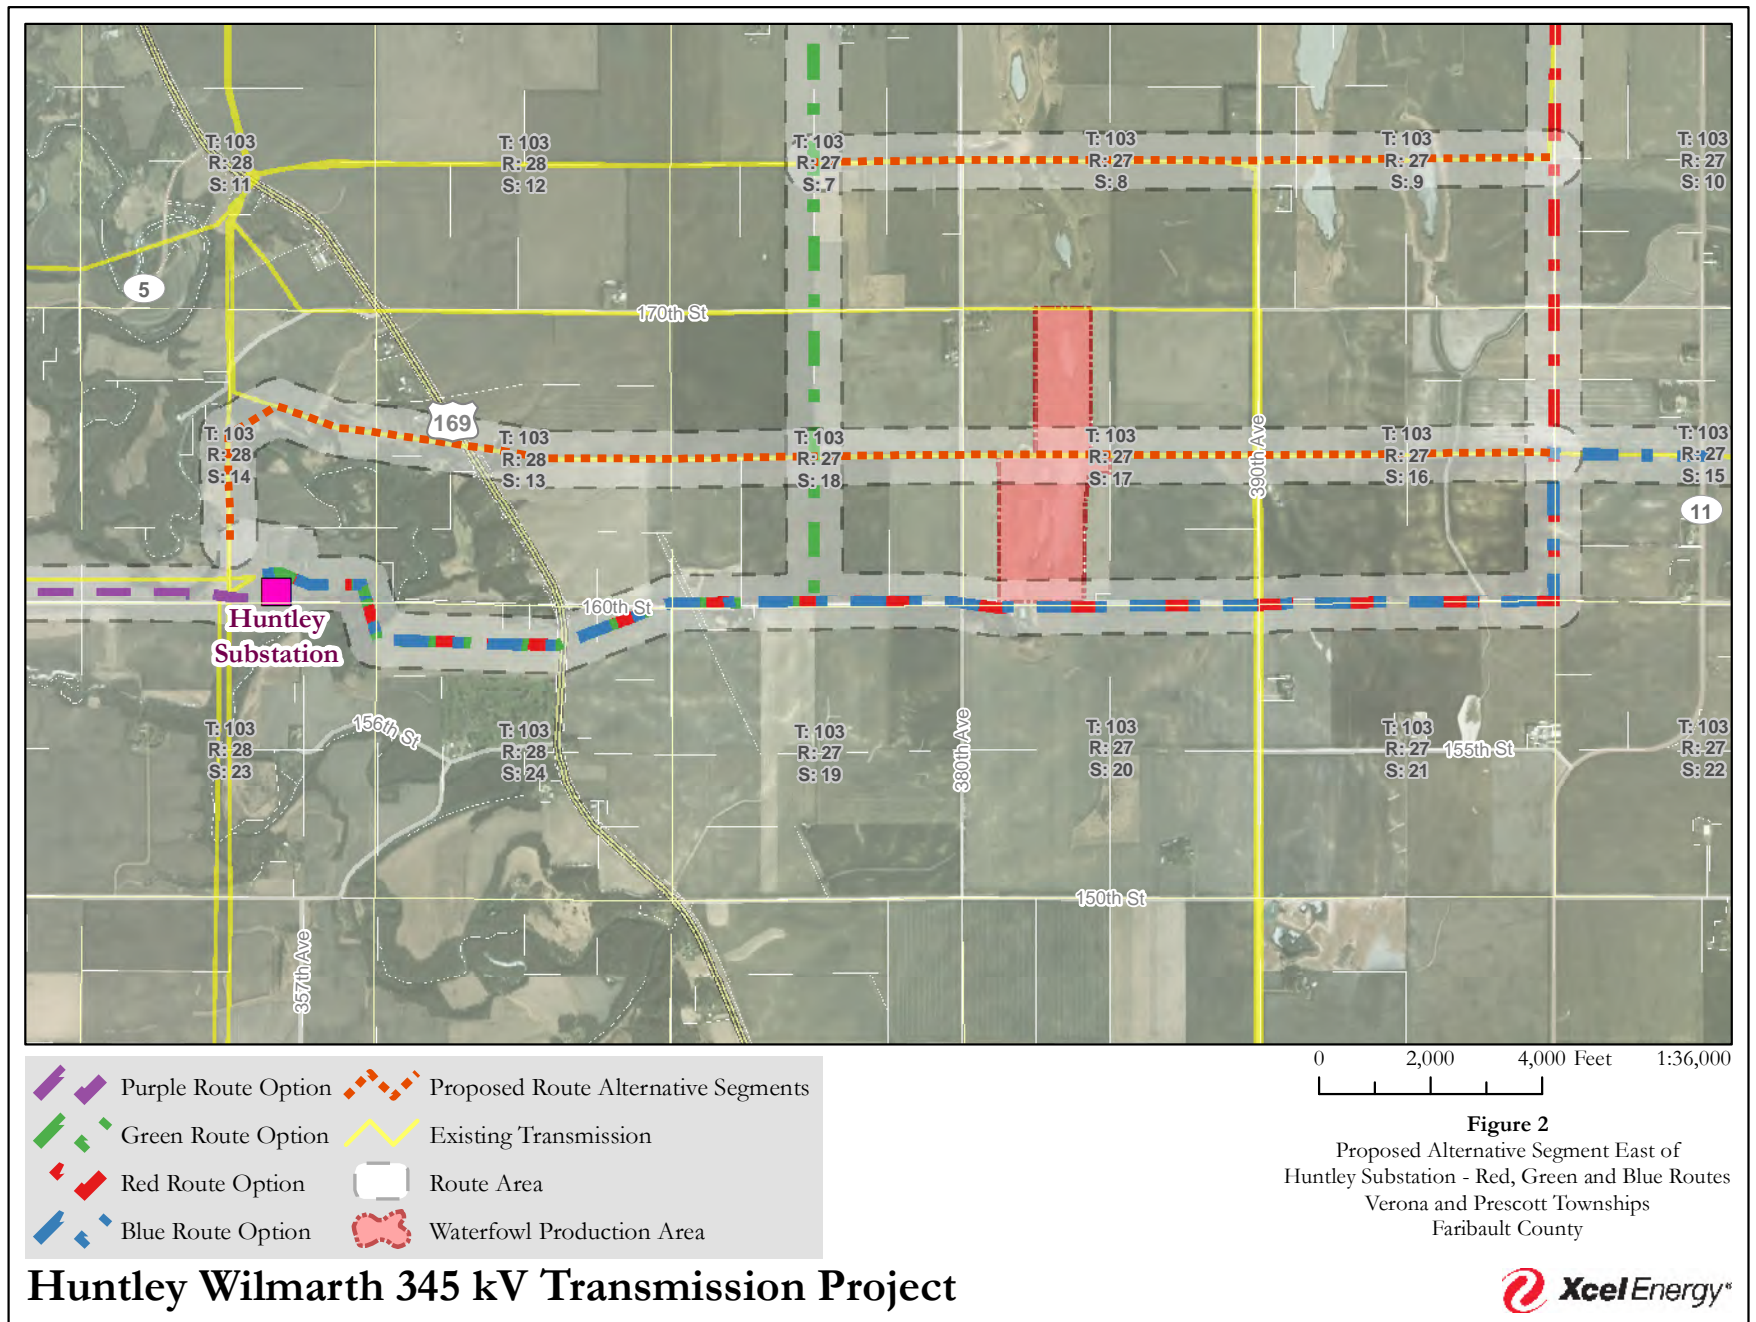 T: 103
R: 28
S: 11
T: 103
R: 28
S: 12
T: 103
R: 27
S: 7
T: 103
R: 27
S: 8
T: 103
R: 27
S: 9
T: 103
R: 27
S: 10
5
170th St
169
T: 103
R: 28
S: 14
T: 103
R: 28
S: 13
T: 103
R: 27
S: 18
T: 103
R: 27
S: 17
390th Ave
T: 103
R: 27
S: 16
T: 103
R: 27
S: 15
11
160th St
Huntley
Substation
T: 103
R: 28
S: 23
156th St
T: 103
R: 28
S: 24
T: 103
R: 27
S: 19
380th Ave
T: 103
R: 27
S: 20
T: 103
R: 27
S: 21
155th St
T: 103
R: 27
S: 22
150th St
357th Ave
0 2,000 4,000 Feet 1:36,000
Purple Route Option
Green Route Option
Red Route Option
Blue Route Option
Proposed Route Alternative Segments
Existing Transmission
Route Area
Waterfowl Production Area
Figure 2
Proposed Alternative Segment East of
Huntley Substation - Red, Green and Blue Routes
Verona and Prescott Townships
Faribault County
Huntley Wilmarth 345 kV Transmission Project
Xcel Energy